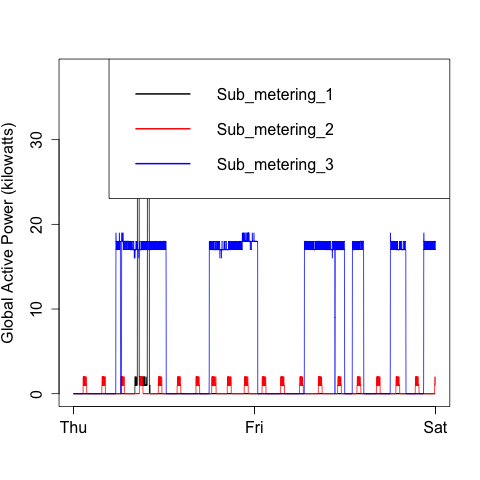 Sub_metering_1
Sub_metering_2
Sub_metering_3
Global Active Power (kilowatts)
30
20
10
0
Thu Fri Sat